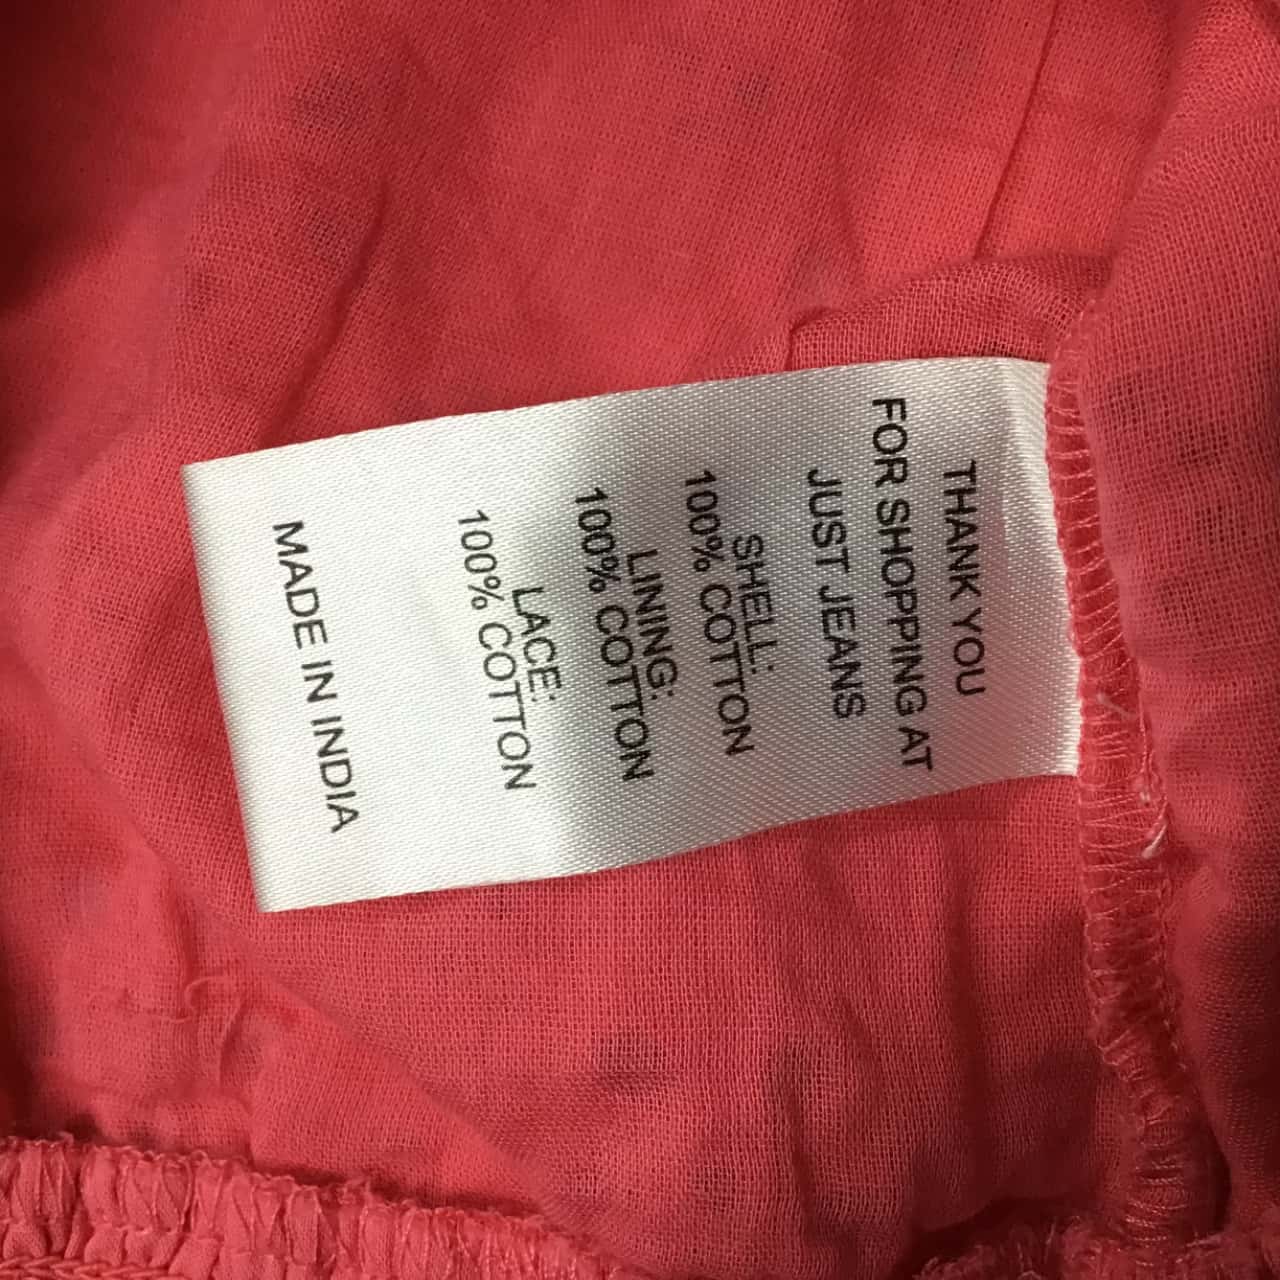 THANK YOU
FOR SHOPPING AT
JUST JEANS
SHELL:
100% COTTON
LINING:
100% COTTON
LACE:
100% COTTON
MADE IN INDIA